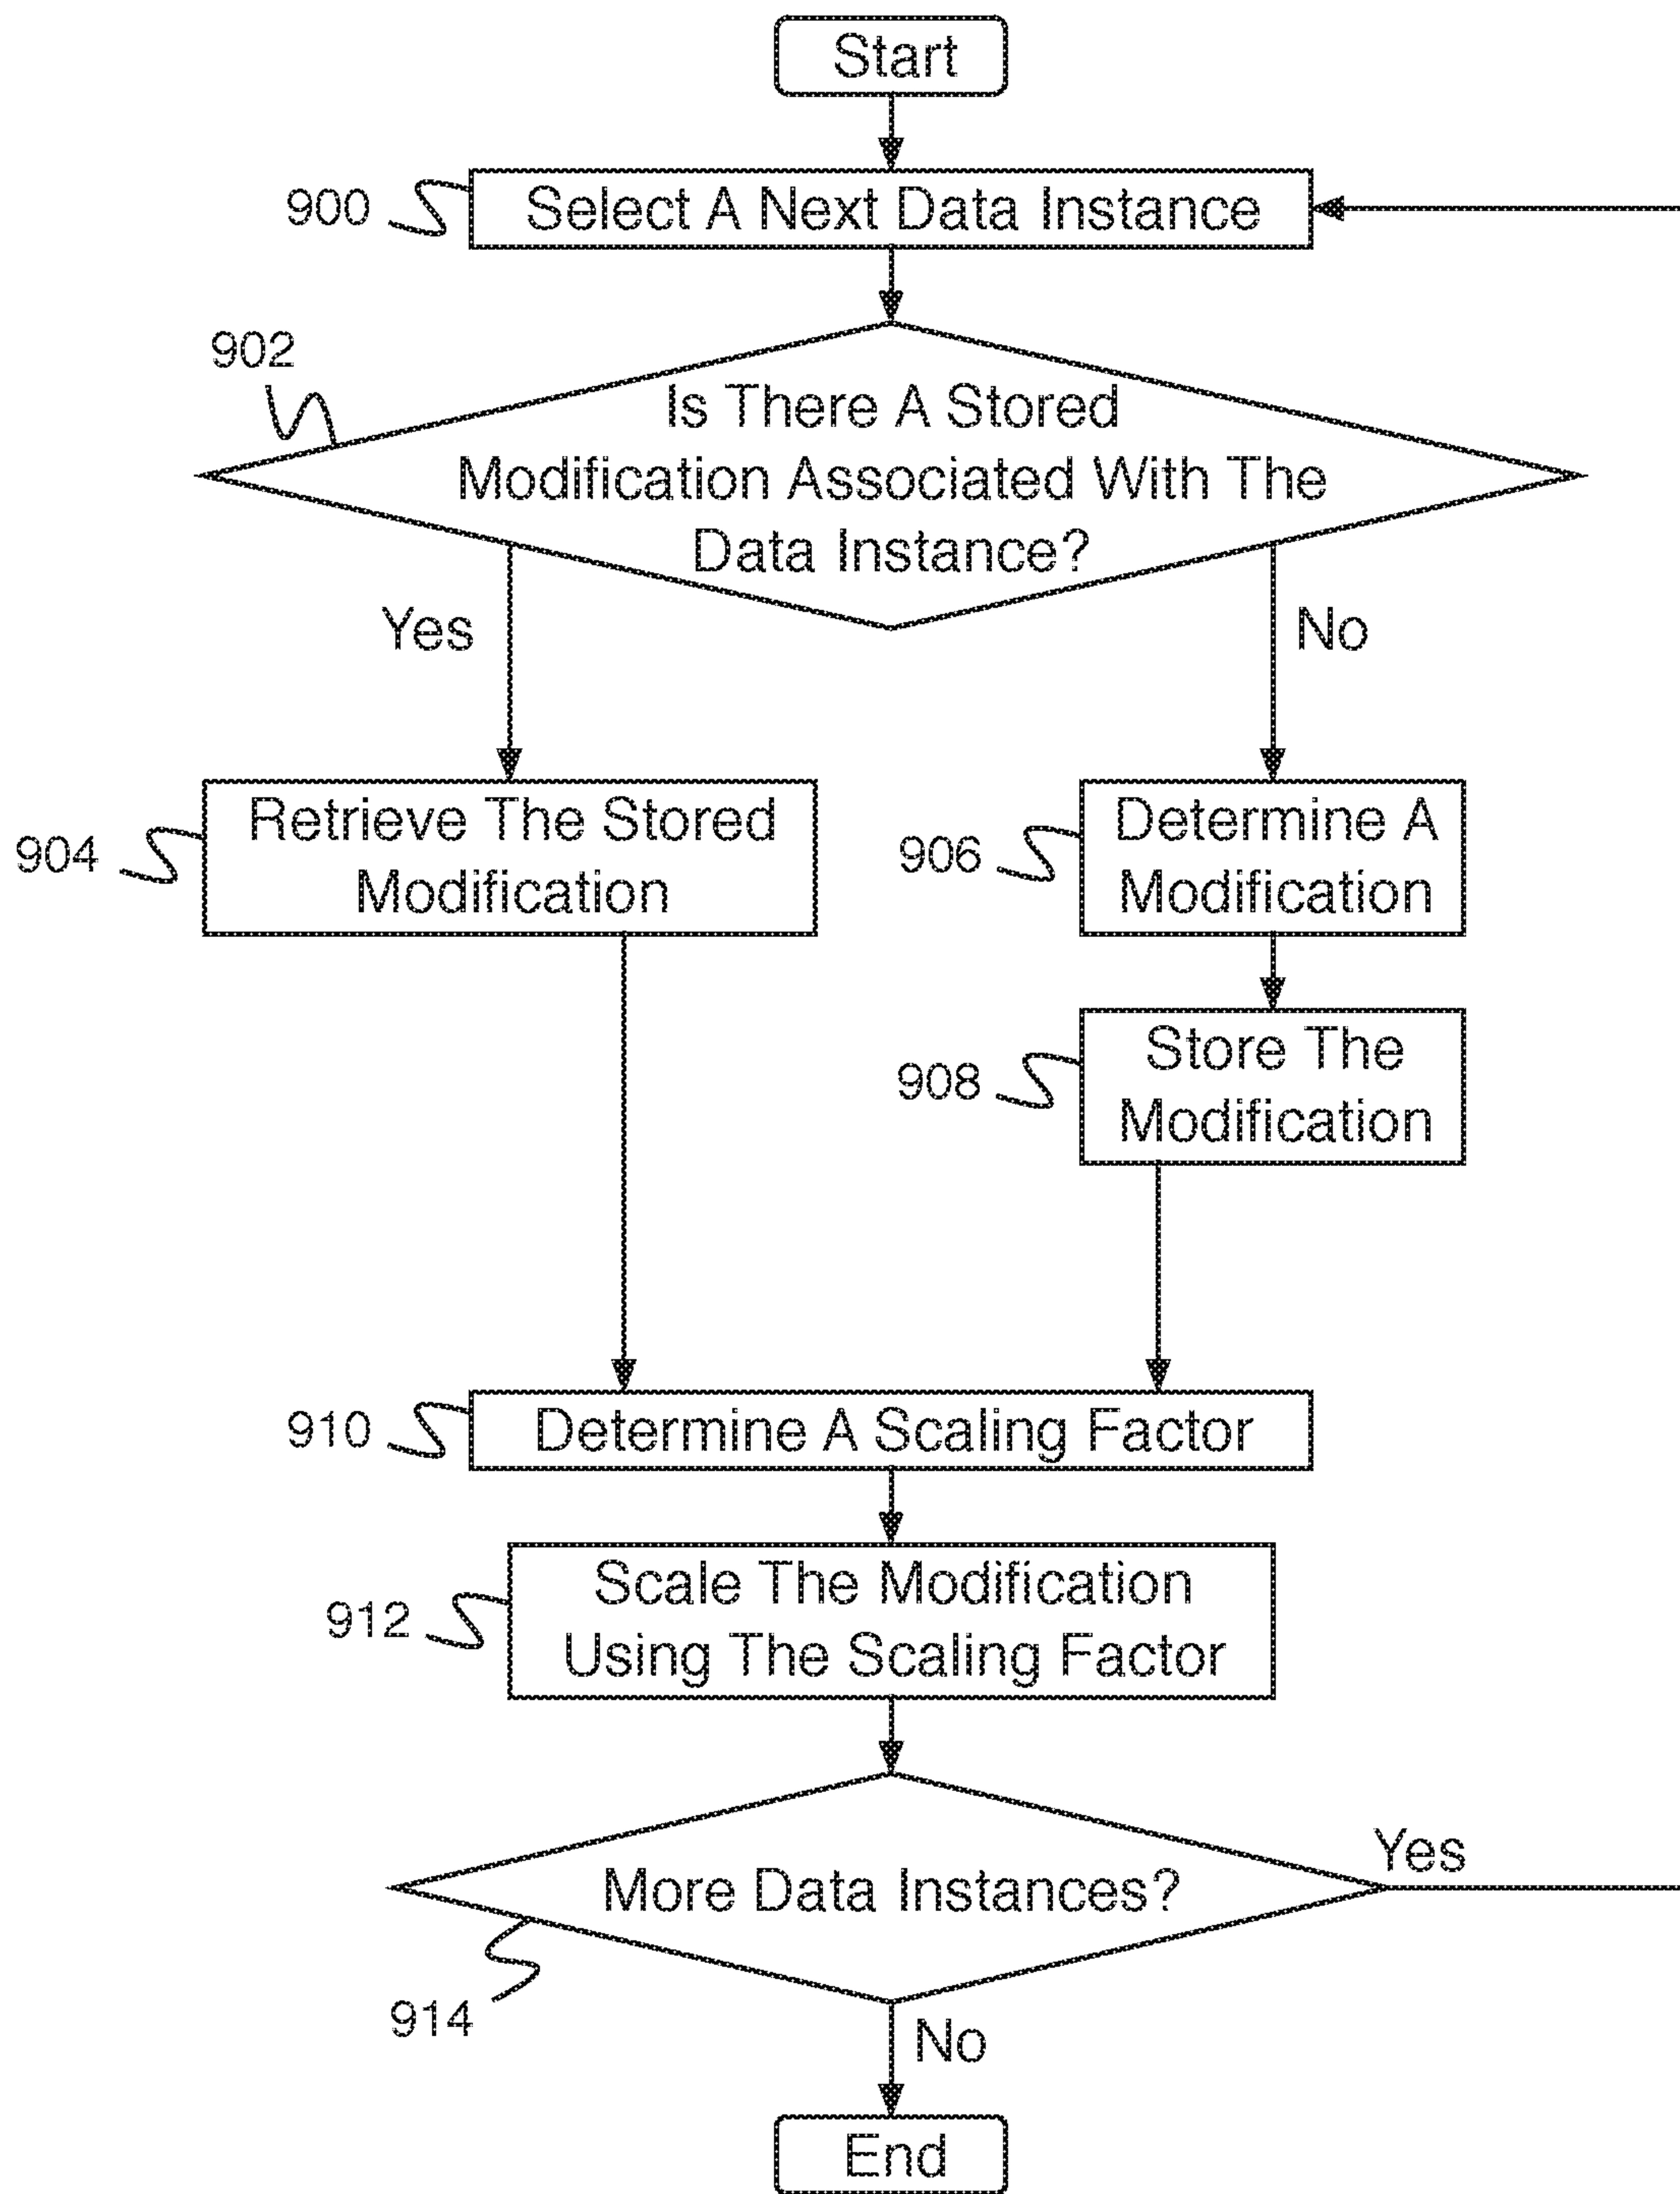 Start
900
Select A Next Data Instance
902
Is There A Stored
Modification Associated With The
Data Instance?
Yes
No
904
Retrieve The Stored
Modification
906
Determine A
Modification
908
Store The
Modification
910
Determine A Scaling Factor
912
Scale The Modification
Using The Scaling Factor
More Data Instances?
Yes
914
No
End